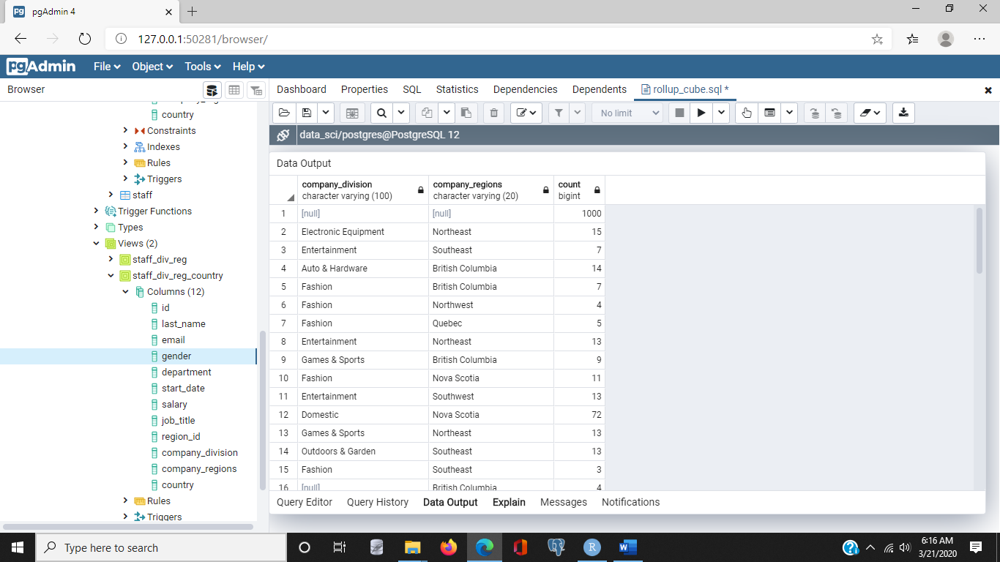 pgAdmin 4
127.0.0.1:50281/browser/
pgAdmin File Object Tools Help
Browser
Dashboard Properties SQL Statistics Dependencies Dependents rollup_cube.sql *
No limit
data_sci/postgres@PostgreSQL 12
country
Constraints
Indexes
Rules
Triggers
staff
Trigger Functions
Types
Views (2)
staff_div_reg
staff_div_reg_country
Columns (12)
id
last_name
email
gender
department
start_date
salary
job_title
region_id
company_division
company_regions
country
Rules
Triggers
Data Output
company_division company_regions count
character varying (100) character varying (20) bigint
1 [null] [null] 1000
2 Electronic Equipment Northeast 15
3 Entertainment Southeast 7
4 Auto & Hardware British Columbia 14
5 Fashion British Columbia 7
6 Fashion Northwest 4
7 Fashion Quebec 5
8 Entertainment Northeast 13
9 Games & Sports British Columbia 9
10 Fashion Nova Scotia 11
11 Entertainment Southwest 13
12 Domestic Nova Scotia 72
13 Games & Sports Northeast 13
14 Outdoors & Garden Southeast 13
15 Fashion Southeast 3
16 [null] British Columbia 4
Query Editor Query History Data Output Explain Messages Notifications
Type here to search
6:16 AM
3/21/2020